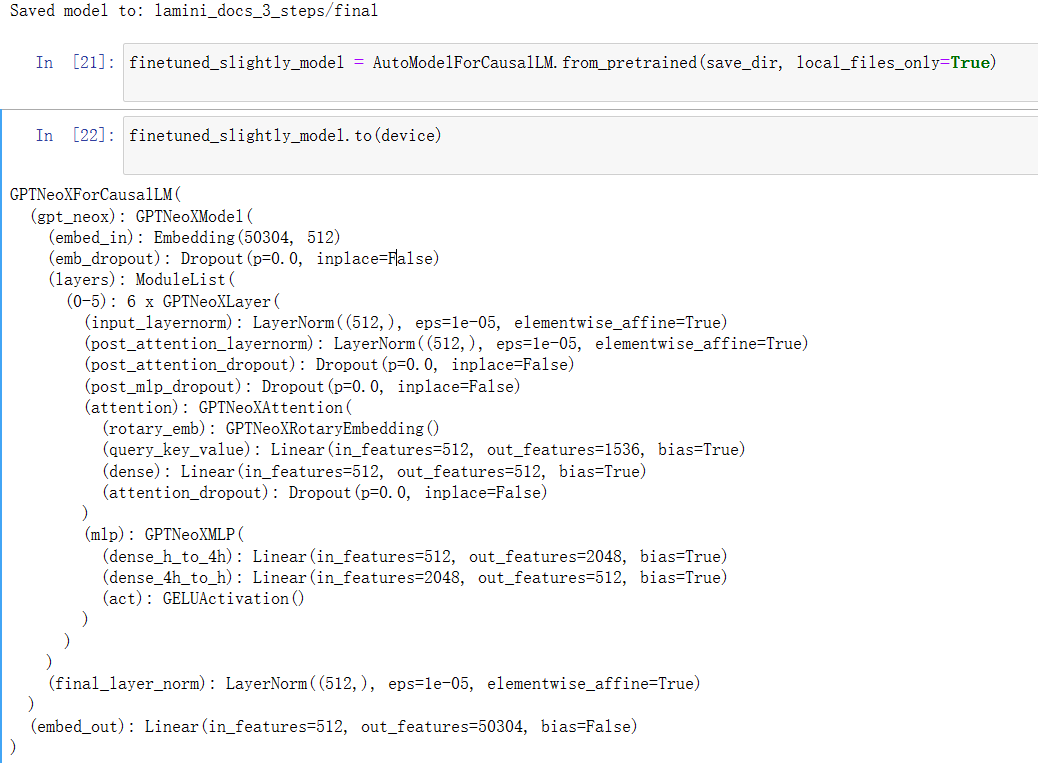 Saved model to: lamini_docs_3_steps/final
In [21]: finetuned_slightly_model = AutoModelForCausalLM.from_pretrained(save_dir, local_files_only=True)
In [22]: finetuned_slightly_model.to(device)
GPTNeoXForCausalLM(
  (gpt_neox): GPTNeoXModel(
    (embed_in): Embedding(50304, 512)
    (emb_dropout): Dropout(p=0.0, inplace=False)
    (layers): ModuleList(
      (0-5): 6 x GPTNeoXLayer(
        (input_layernorm): LayerNorm((512,), eps=1e-05, elementwise_affine=True)
        (post_attention_layernorm): LayerNorm((512,), eps=1e-05, elementwise_affine=True)
        (post_attention_dropout): Dropout(p=0.0, inplace=False)
        (post_mlp_dropout): Dropout(p=0.0, inplace=False)
        (attention): GPTNeoXAttention(
          (rotary_emb): GPTNeoXRotaryEmbedding()
          (query_key_value): Linear(in_features=512, out_features=1536, bias=True)
          (dense): Linear(in_features=512, out_features=512, bias=True)
          (attention_dropout): Dropout(p=0.0, inplace=False)
        )
        (mlp): GPTNeoXMLP(
          (dense_h_to_4h): Linear(in_features=512, out_features=2048, bias=True)
          (dense_4h_to_h): Linear(in_features=2048, out_features=512, bias=True)
          (act): GELUActivation()
        )
      )
    )
    (final_layer_norm): LayerNorm((512,), eps=1e-05, elementwise_affine=True)
  )
  (embed_out): Linear(in_features=512, out_features=50304, bias=False)
)